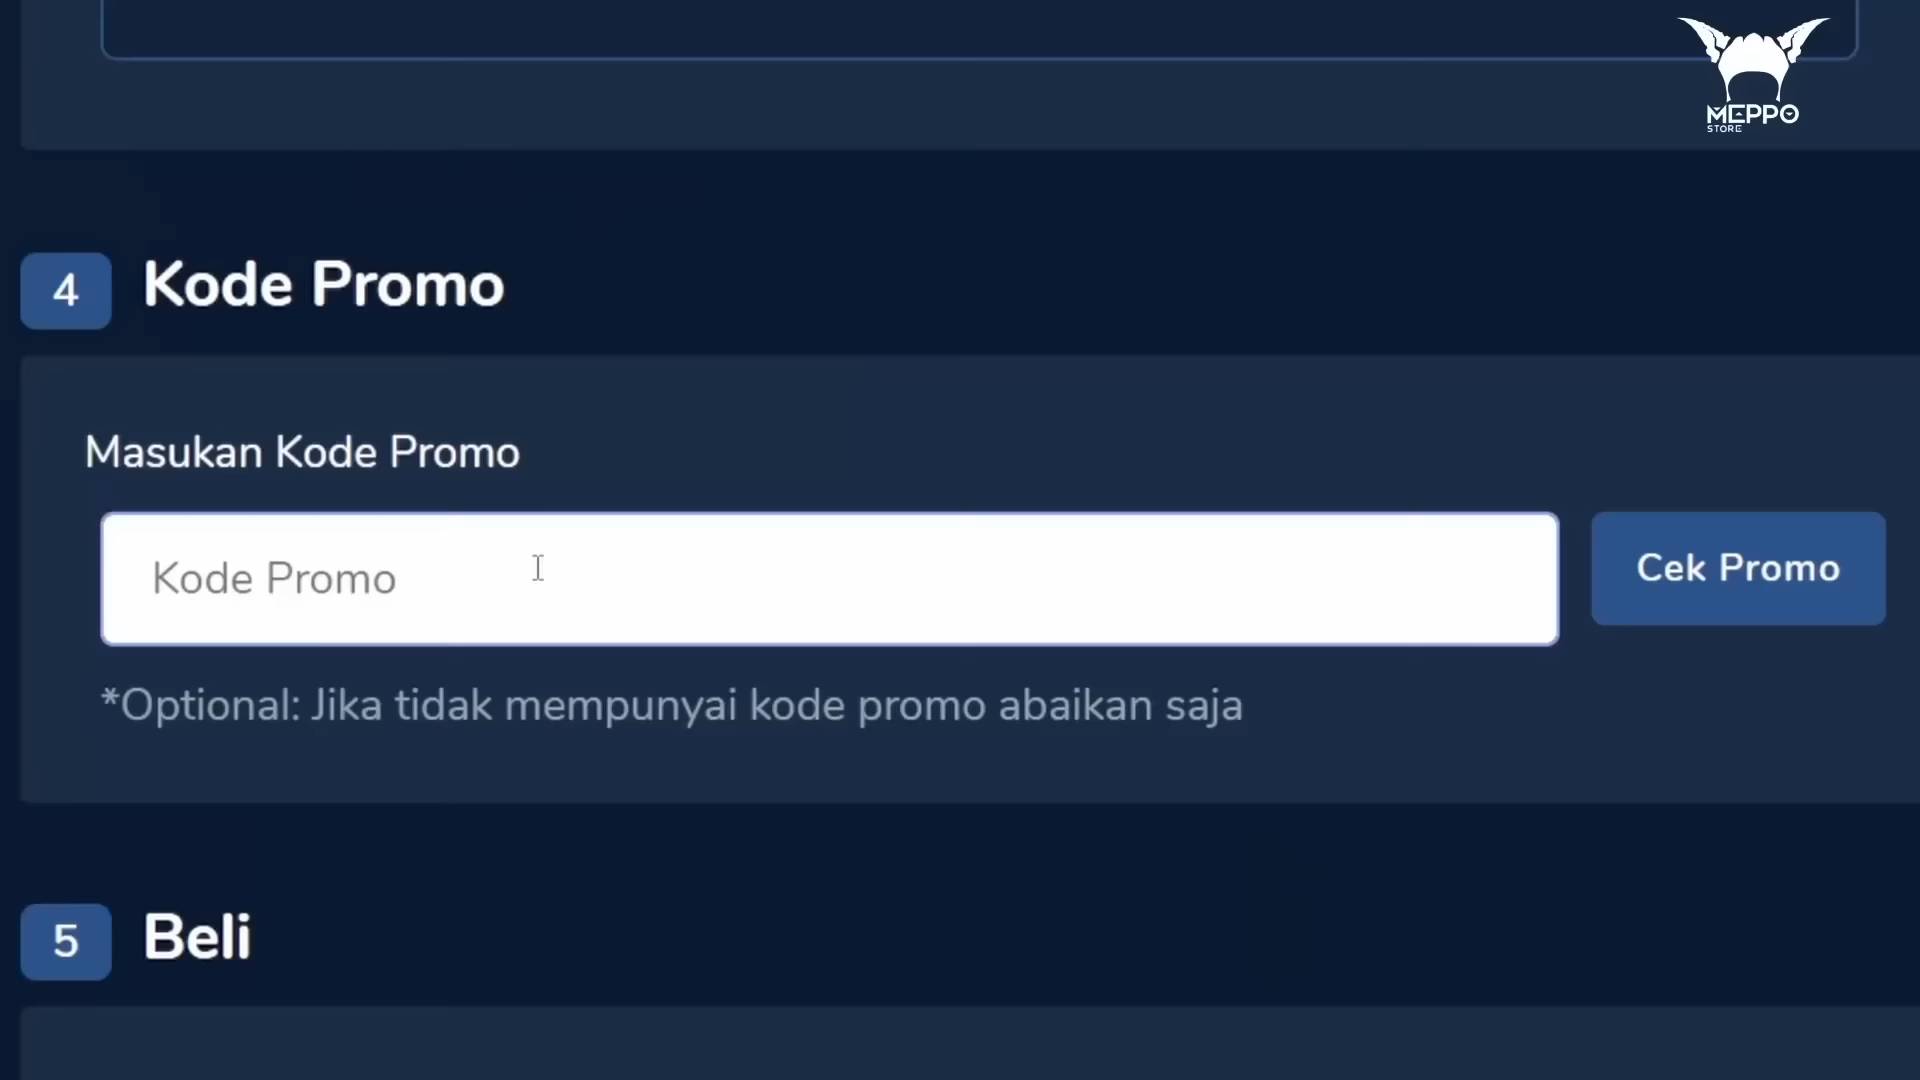 MEPPO
STORE
4 Kode Promo
Masukan Kode Promo
Kode Promo
Cek Promo
*Optional: Jika tidak mempunyai kode promo abaikan saja
5 Beli